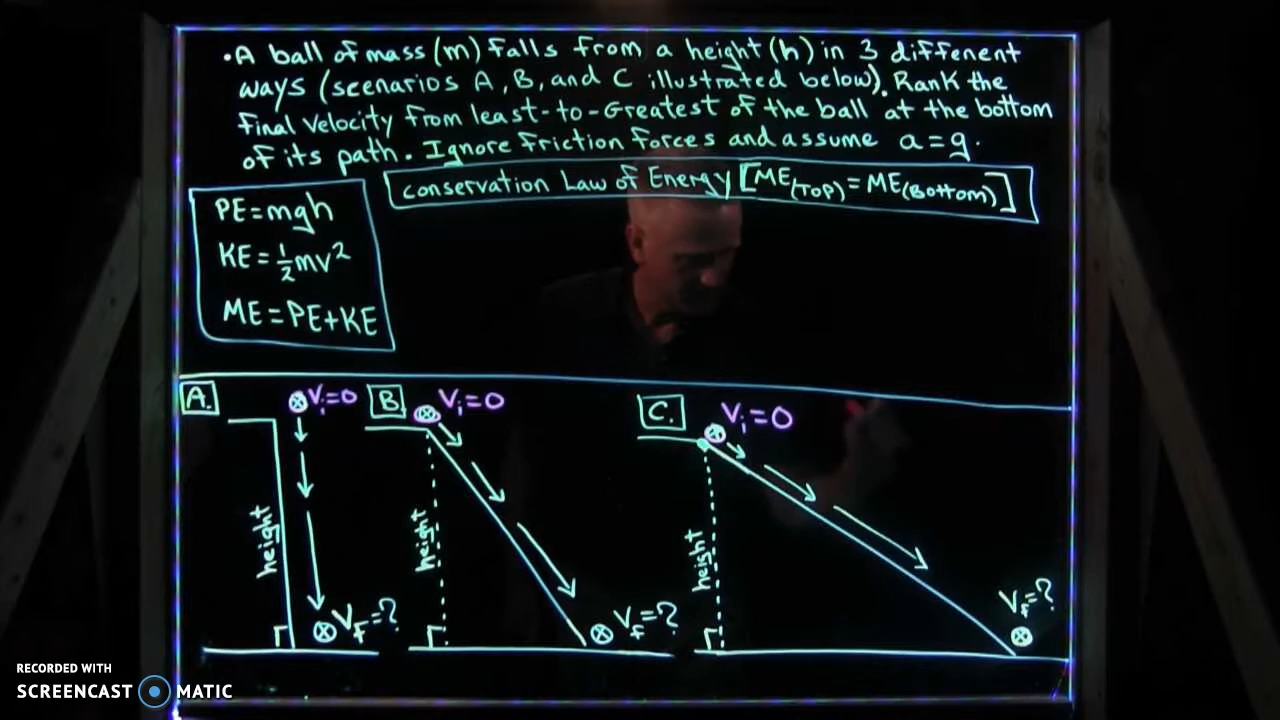 •A ball of mass (m) falls from a height (h) in 3 different
ways (scenarios A, B, and C illustrated below). Rank the
final velocity from least-to-Greatest of the ball at the bottom
of its path. Ignore Friction Forces and assume a=g.
conservation Law of Energy [ME(Top) = ME(Bottom)]
PE=mgh
KE=½mv²
ME=PE+KE
A.
Vi=0
height
Vf=?
B
Vi=0
height
Vf=?
C.
Vi=0
height
Vf=?
RECORDED WITH
SCREENCAST MATIC